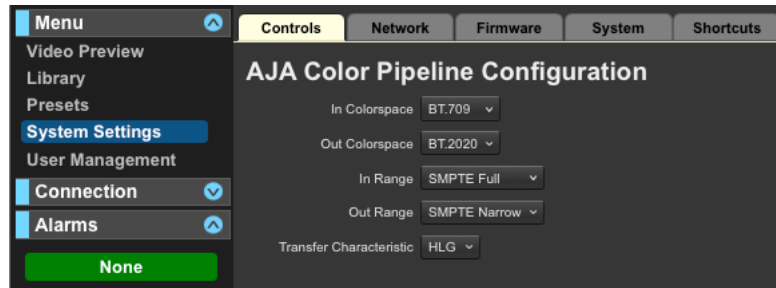 Menu
Video Preview
Library
Presets
System Settings
User Management
Connection
Alarms
None
Controls Network Firmware System Shortcuts
AJA Color Pipeline Configuration
In Colorspace BT.709
Out Colorspace BT.2020
In Range SMPTE Full
Out Range SMPTE Narrow
Transfer Characteristic HLG